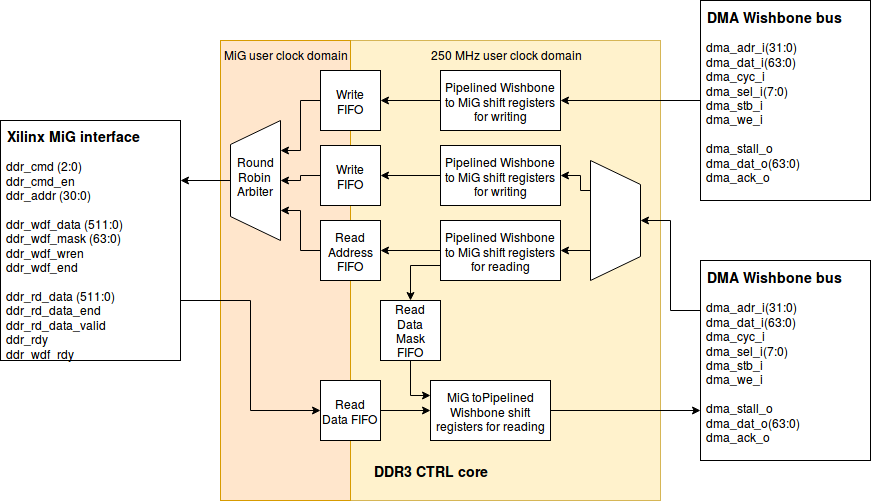 DMA Wishbone bus
dma_adr_i(31:0)
dma_dat_i(63:0)
dma_cyc_i
dma_sel_i(7:0)
dma_stb_i
dma_we_i
dma_stall_o
dma_dat_o(63:0)
dma_ack_o
MiG user clock domain
250 MHz user clock domain
Write
FIFO
Pipelined Wishbone
to MiG shift registers
for writing
Xilinx MiG interface
ddr_cmd (2:0)
ddr_cmd_en
ddr_addr (30:0)
ddr_wdf_data (511:0)
ddr_wdf_mask (63:0)
ddr_wdf_wren
ddr_wdf_end
ddr_rd_data (511:0)
ddr_rd_data_end
ddr_rd_data_valid
ddr_rdy
ddr_wdf_rdy
Round
Robin
Arbiter
Write
FIFO
Pipelined Wishbone
to MiG shift registers
for writing
Read
Address
FIFO
Pipelined Wishbone
to MiG shift registers
for reading
Read
Data
Mask
FIFO
DMA Wishbone bus
dma_adr_i(31:0)
dma_dat_i(63:0)
dma_cyc_i
dma_sel_i(7:0)
dma_stb_i
dma_we_i
dma_stall_o
dma_dat_o(63:0)
dma_ack_o
Read
Data FIFO
MiG toPipelined
Wishbone shift
registers for reading
DDR3 CTRL core